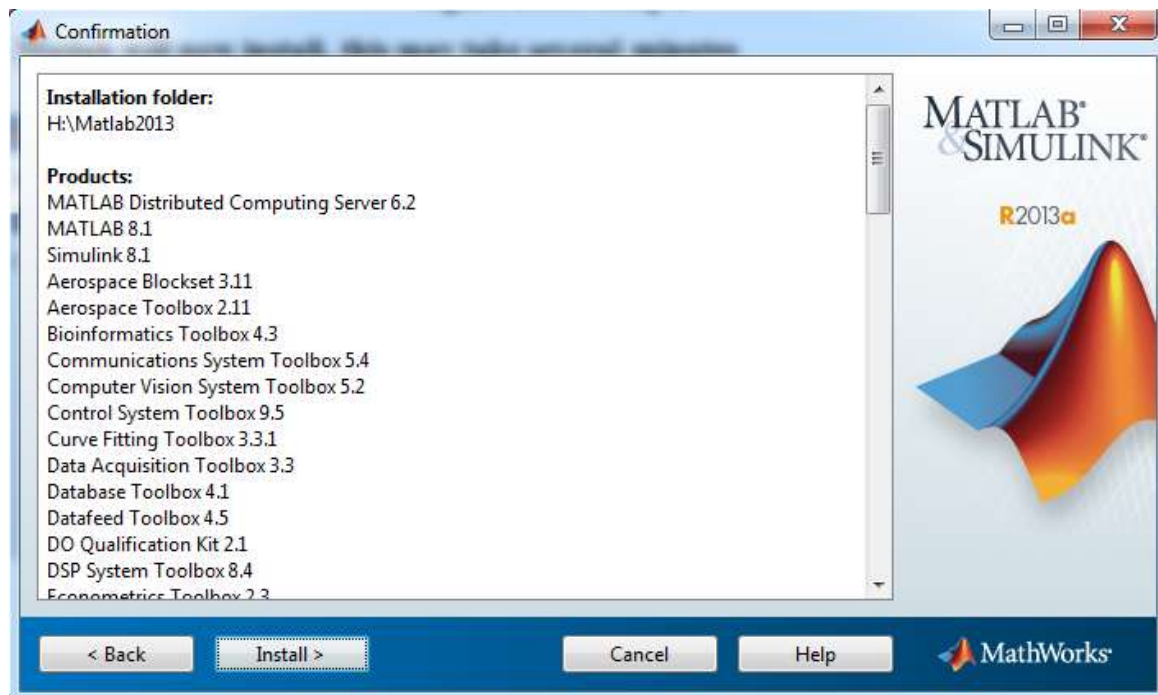 Confirmation
Installation folder:
H:\Matlab2013
Products:
MATLAB Distributed Computing Server 6.2
MATLAB 8.1
Simulink 8.1
Aerospace Blockset 3.11
Aerospace Toolbox 2.11
Bioinformatics Toolbox 4.3
Communications System Toolbox 5.4
Computer Vision System Toolbox 5.2
Control System Toolbox 9.5
Curve Fitting Toolbox 3.3.1
Data Acquisition Toolbox 3.3
Database Toolbox 4.1
Datafeed Toolbox 4.5
DO Qualification Kit 2.1
DSP System Toolbox 8.4
Econometrics Toolbox 2.3
MATLAB®
&SIMULINK®
R2013a
< Back
Install >
Cancel
Help
MathWorks®